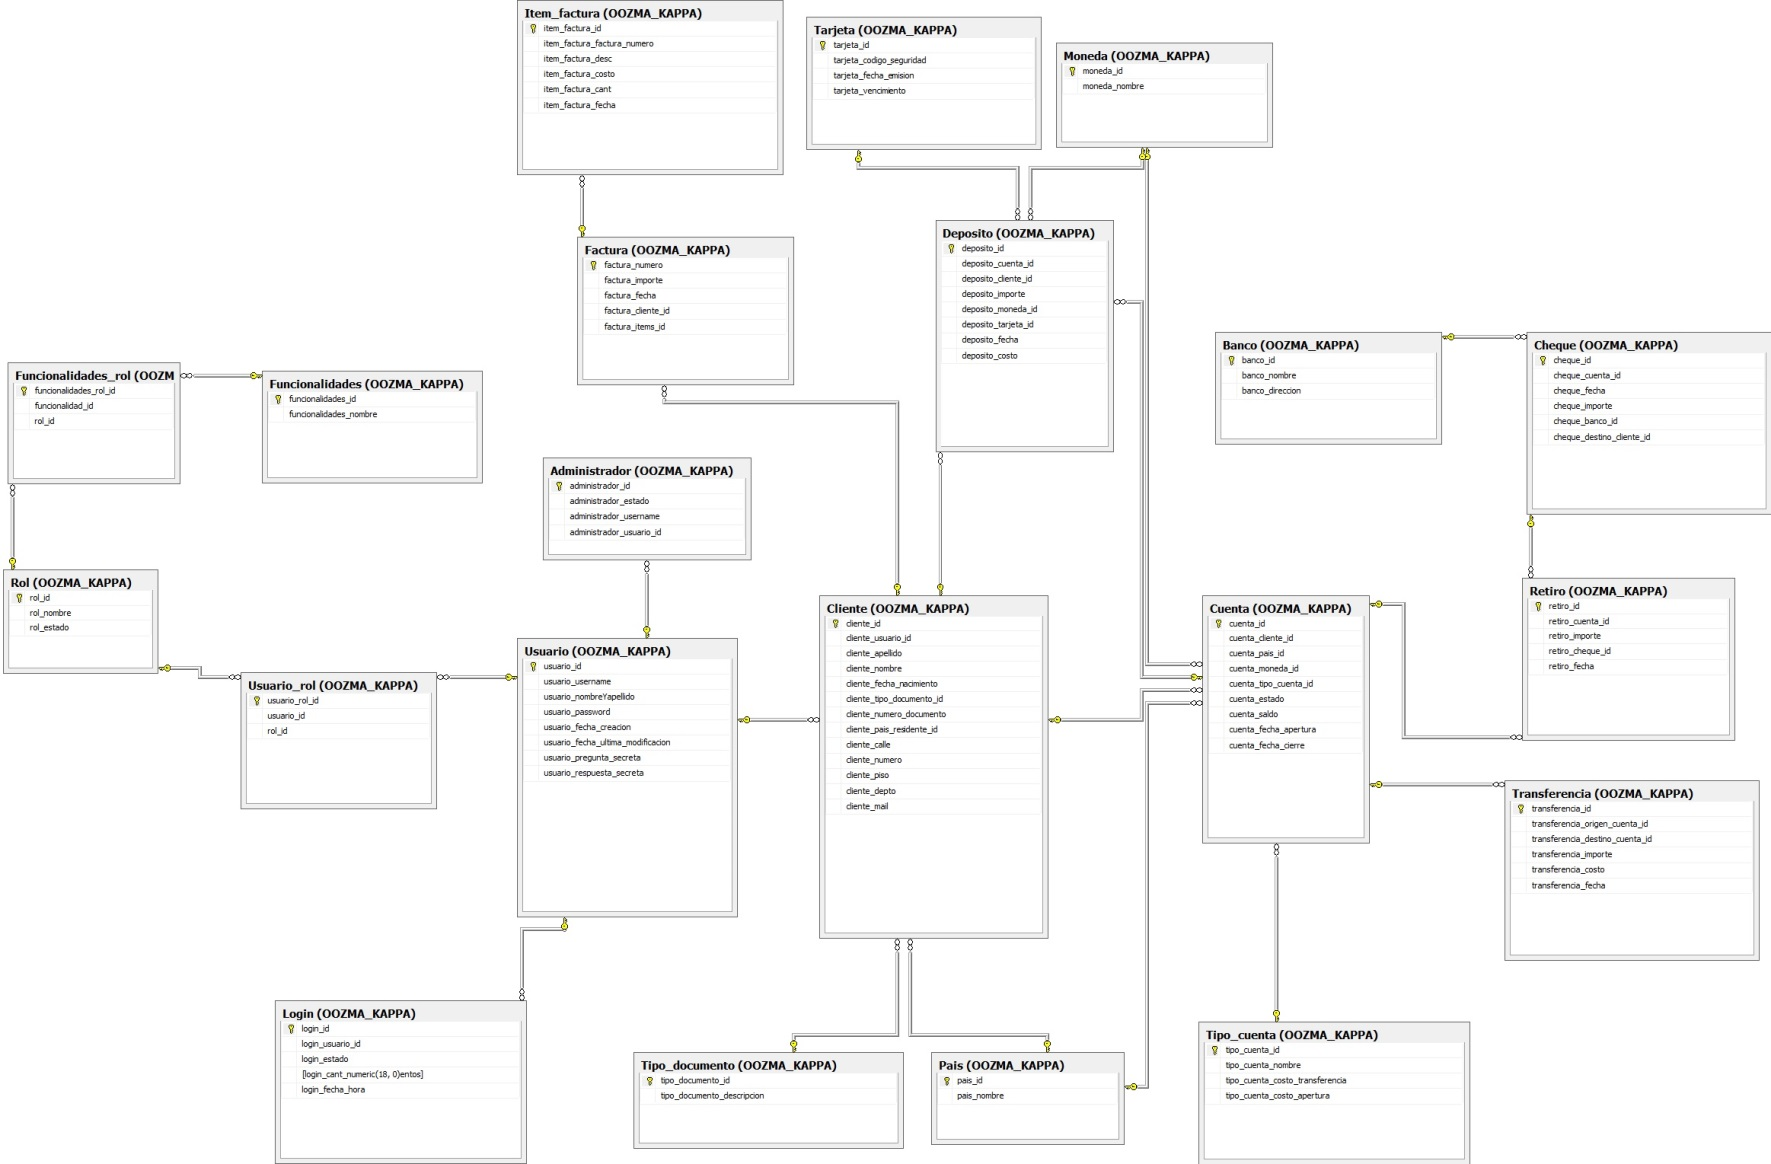 Item_factura (OOZMA_KAPPA)
item_factura_id
item_factura_factura_numero
item_factura_desc
item_factura_costo
item_factura_cant
item_factura_fecha
Tarjeta (OOZMA_KAPPA)
tarjeta_id
tarjeta_codigo_seguridad
tarjeta_fecha_emision
tarjeta_vencimiento
Moneda (OOZMA_KAPPA)
moneda_id
moneda_nombre
Factura (OOZMA_KAPPA)
factura_numero
factura_importe
factura_fecha
factura_cliente_id
factura_items_id
Deposito (OOZMA_KAPPA)
deposito_id
deposito_cuenta_id
deposito_cliente_id
deposito_importe
deposito_moneda_id
deposito_tarjeta_id
deposito_fecha
deposito_costo
Banco (OOZMA_KAPPA)
banco_id
banco_nombre
banco_direccion
Cheque (OOZMA_KAPPA)
cheque_id
cheque_cuenta_id
cheque_fecha
cheque_importe
cheque_banco_id
cheque_destino_cliente_id
Funcionalidades_rol (OOZM
funcionalidades_rol_id
funcionalidad_id
rol_id
Funcionalidades (OOZMA_KAPPA)
funcionalidades_id
funcionalidades_nombre
Administrador (OOZMA_KAPPA)
administrador_id
administrador_estado
administrador_username
administrador_usuario_id
Rol (OOZMA_KAPPA)
rol_id
rol_nombre
rol_estado
Usuario_rol (OOZMA_KAPPA)
usuario_rol_id
usuario_id
rol_id
Usuario (OOZMA_KAPPA)
usuario_id
usuario_username
usuario_nombreYapellido
usuario_password
usuario_fecha_creacion
usuario_fecha_ultima_modificacion
usuario_pregunta_secreta
usuario_respuesta_secreta
Cliente (OOZMA_KAPPA)
cliente_id
cliente_usuario_id
cliente_apellido
cliente_nombre
cliente_fecha_nacimiento
cliente_tipo_documento_id
cliente_numero_documento
cliente_pais_residente_id
cliente_calle
cliente_numero
cliente_piso
cliente_depto
cliente_mail
Cuenta (OOZMA_KAPPA)
cuenta_id
cuenta_cliente_id
cuenta_pais_id
cuenta_moneda_id
cuenta_tipo_cuenta_id
cuenta_estado
cuenta_saldo
cuenta_fecha_apertura
cuenta_fecha_cierre
Retiro (OOZMA_KAPPA)
retiro_id
retiro_cuenta_id
retiro_importe
retiro_cheque_id
retiro_fecha
Transferencia (OOZMA_KAPPA)
transferencia_id
transferencia_origen_cuenta_id
transferencia_destino_cuenta_id
transferencia_importe
transferencia_costo
transferencia_fecha
Login (OOZMA_KAPPA)
login_id
login_usuario_id
login_estado
[login_cant_numeric(18, 0)entos]
login_fecha_hora
Tipo_documento (OOZMA_KAPPA)
tipo_documento_id
tipo_documento_descripcion
Pais (OOZMA_KAPPA)
pais_id
pais_nombre
Tipo_cuenta (OOZMA_KAPPA)
tipo_cuenta_id
tipo_cuenta_nombre
tipo_cuenta_costo_transferencia
tipo_cuenta_costo_apertura